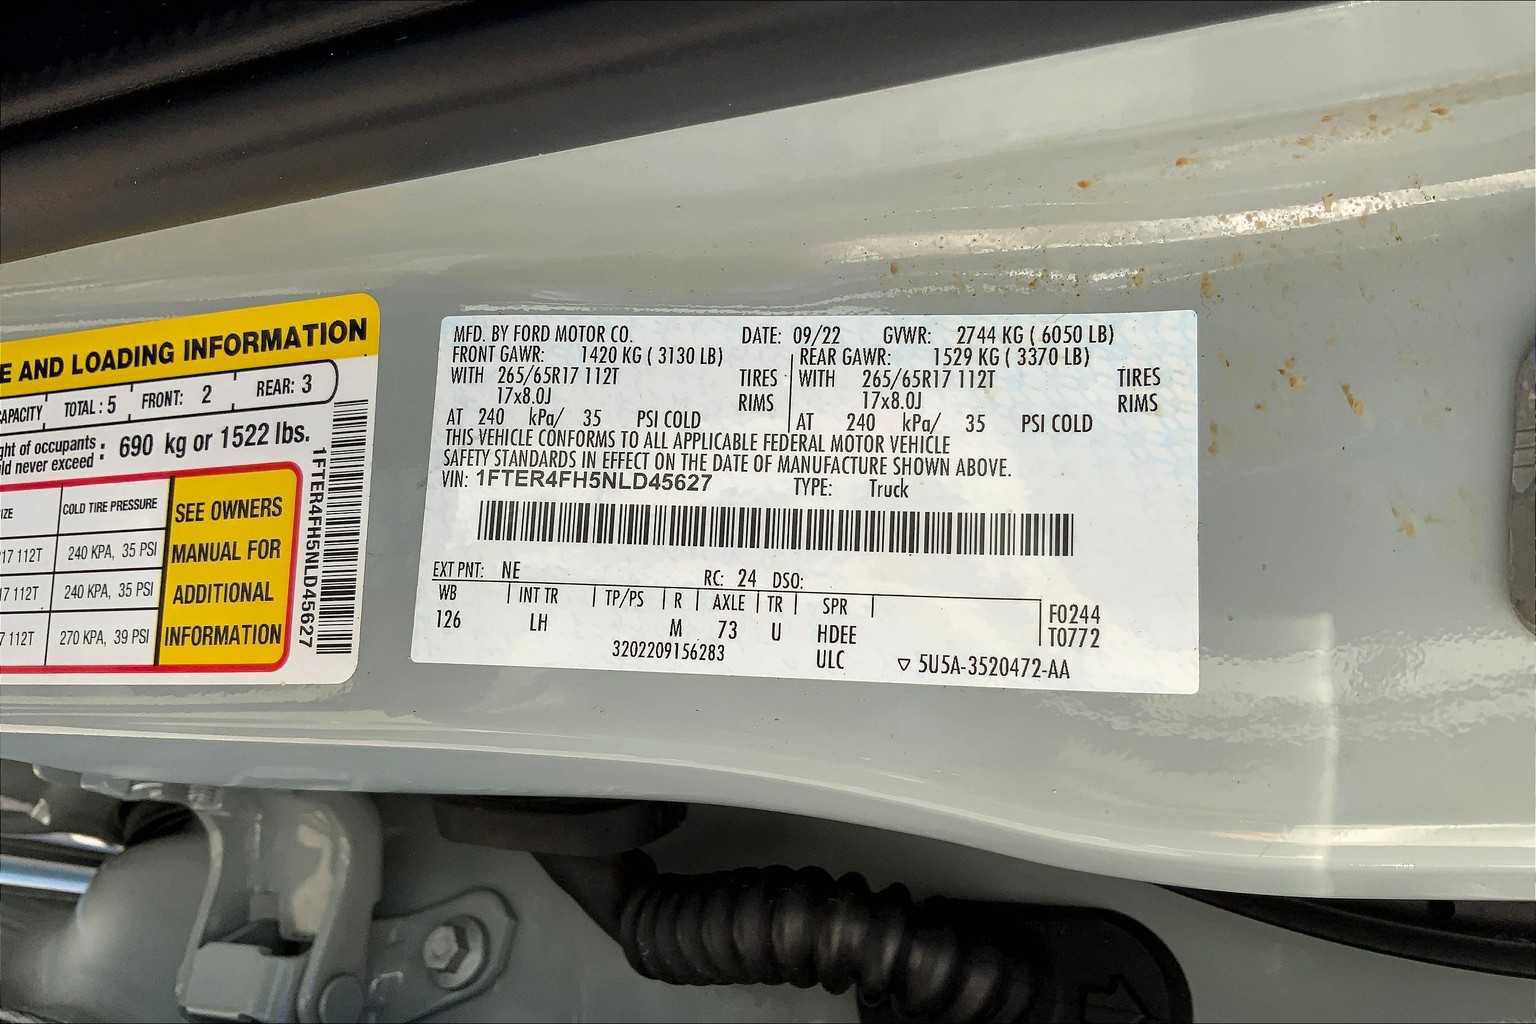 E AND LOADING INFORMATION
CAPACITY TOTAL: 5 FRONT: 2 REAR: 3
ght of occupants : 690 kg or 1522 lbs.
ld never exceed :
IZE COLD TIRE PRESSURE
17 112T 240 KPA, 35 PSI
17 112T 240 KPA, 35 PSI
7 112T 270 KPA, 39 PSI
SEE OWNERS
MANUAL FOR
ADDITIONAL
INFORMATION
1FTER4FH5NLD45627
MFD. BY FORD MOTOR CO. DATE: 09/22 GVWR: 2744 KG ( 6050 LB)
FRONT GAWR: 1420 KG ( 3130 LB) REAR GAWR: 1529 KG ( 3370 LB)
WITH 265/65R17 112T TIRES WITH 265/65R17 112T TIRES
17x8.0J RIMS 17x8.0J RIMS
AT 240 kPa/ 35 PSI COLD AT 240 kPa/ 35 PSI COLD
THIS VEHICLE CONFORMS TO ALL APPLICABLE FEDERAL MOTOR VEHICLE
SAFETY STANDARDS IN EFFECT ON THE DATE OF MANUFACTURE SHOWN ABOVE.
VIN: 1FTER4FH5NLD45627 TYPE: Truck
EXT PNT: NE RC: 24 DSO:
WB INT TR TP/PS R AXLE TR SPR F0244
126 LH M 73 U HDEE T0772
3202209156283 ULC 5U5A-3520472-AA